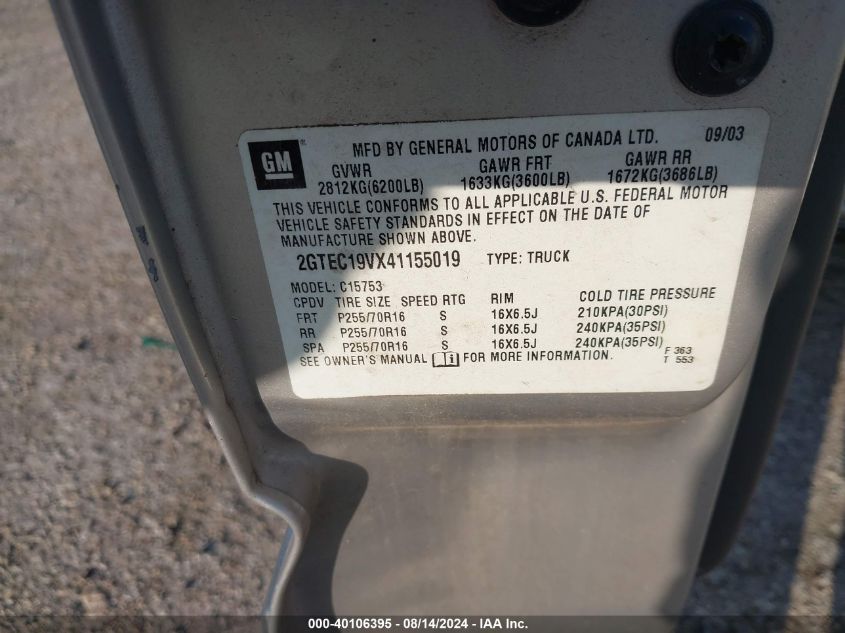 MFD BY GENERAL MOTORS OF CANADA LTD. 09/03
GM
GVWR GAWR FRT GAWR RR
2812KG(6200LB) 1633KG(3600LB) 1672KG(3686LB)
THIS VEHICLE CONFORMS TO ALL APPLICABLE U.S. FEDERAL MOTOR
VEHICLE SAFETY STANDARDS IN EFFECT ON THE DATE OF
MANUFACTURE SHOWN ABOVE.
2GTEC19VX41155019 TYPE: TRUCK
MODEL: C15753
CPDV TIRE SIZE SPEED RTG RIM COLD TIRE PRESSURE
FRT P255/70R16 S 16X6.5J 210KPA(30PSI)
RR P255/70R16 S 16X6.5J 240KPA(35PSI)
SPA P255/70R16 S 16X6.5J 240KPA(35PSI)
SEE OWNER'S MANUAL FOR MORE INFORMATION.
F 363
T 553
000-40106395 - 08/14/2024 - IAA Inc.